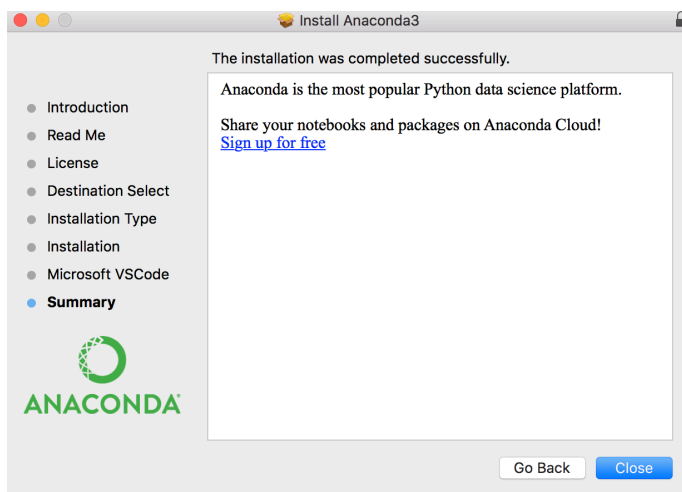 Install Anaconda3
The installation was completed successfully.
Introduction
Read Me
License
Destination Select
Installation Type
Installation
Microsoft VSCode
Summary
ANACONDA
Anaconda is the most popular Python data science platform.
Share your notebooks and packages on Anaconda Cloud!
Sign up for free
Go Back
Close